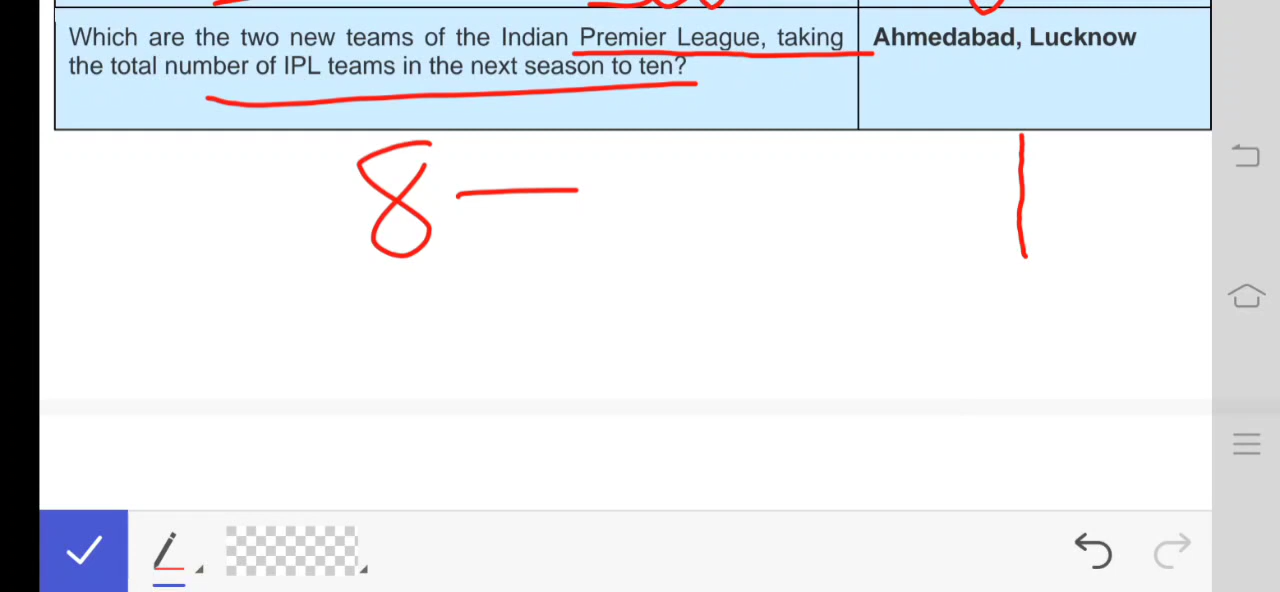 Which are the two new teams of the Indian Premier League, taking
the total number of IPL teams in the next season to ten?
Ahmedabad, Lucknow
8 — 1